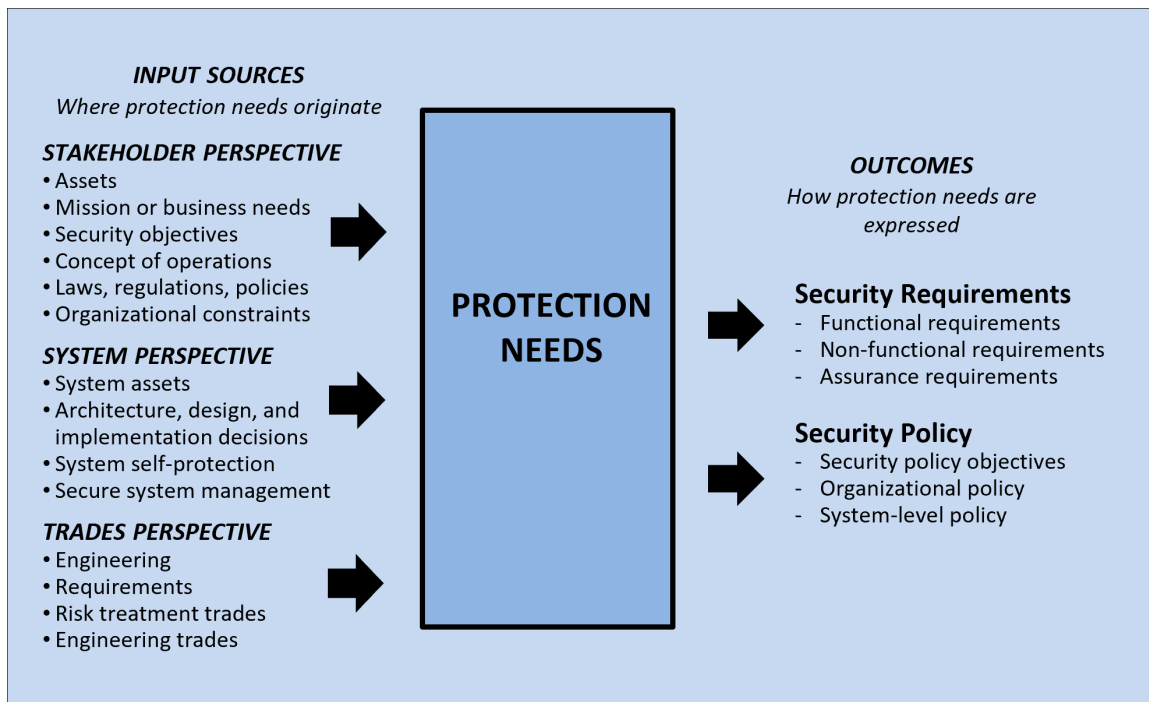 INPUT SOURCES
Where protection needs originate
STAKEHOLDER PERSPECTIVE
• Assets
• Mission or business needs
• Security objectives
• Concept of operations
• Laws, regulations, policies
• Organizational constraints
SYSTEM PERSPECTIVE
• System assets
• Architecture, design, and
implementation decisions
• System self-protection
• Secure system management
TRADES PERSPECTIVE
• Engineering
• Requirements
• Risk treatment trades
• Engineering trades
PROTECTION
NEEDS
OUTCOMES
How protection needs are
expressed
Security Requirements
- Functional requirements
- Non-functional requirements
- Assurance requirements
Security Policy
- Security policy objectives
- Organizational policy
- System-level policy